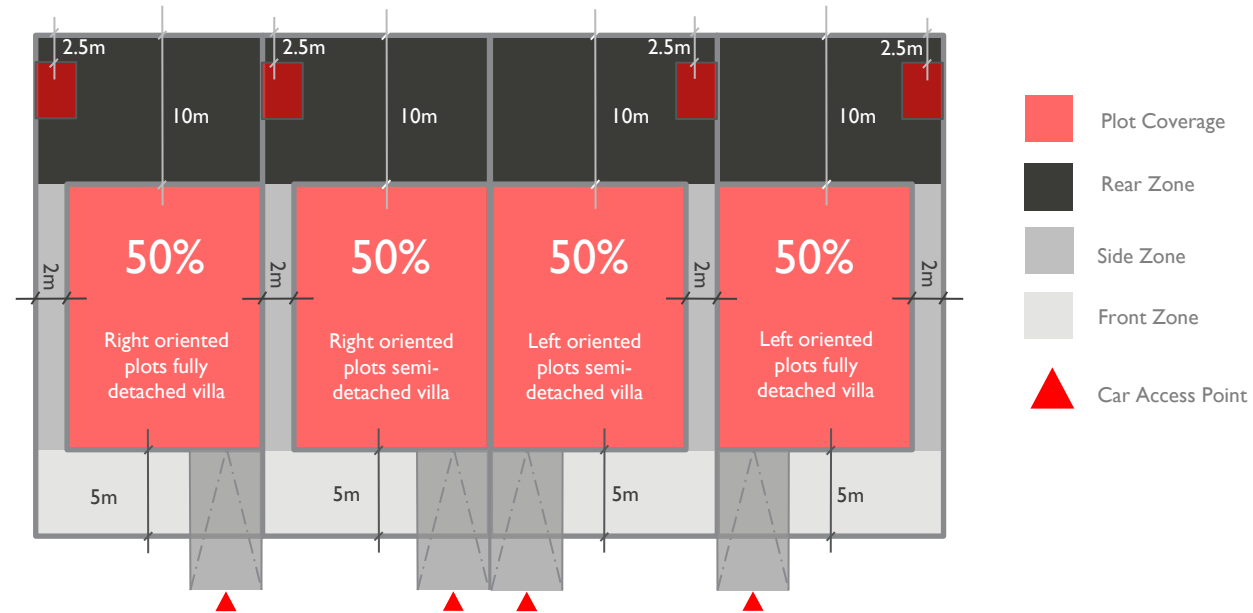 2.5m
2.5m
2.5m
2.5m
10m
10m
10m
10m
50%
50%
50%
50%
2m
2m
2m
2m
Right oriented
plots fully
detached villa
Right oriented
plots semi-
detached villa
Left oriented
plots semi-
detached villa
Left oriented
plots fully
detached villa
5m
5m
5m
5m
Plot Coverage
Rear Zone
Side Zone
Front Zone
Car Access Point